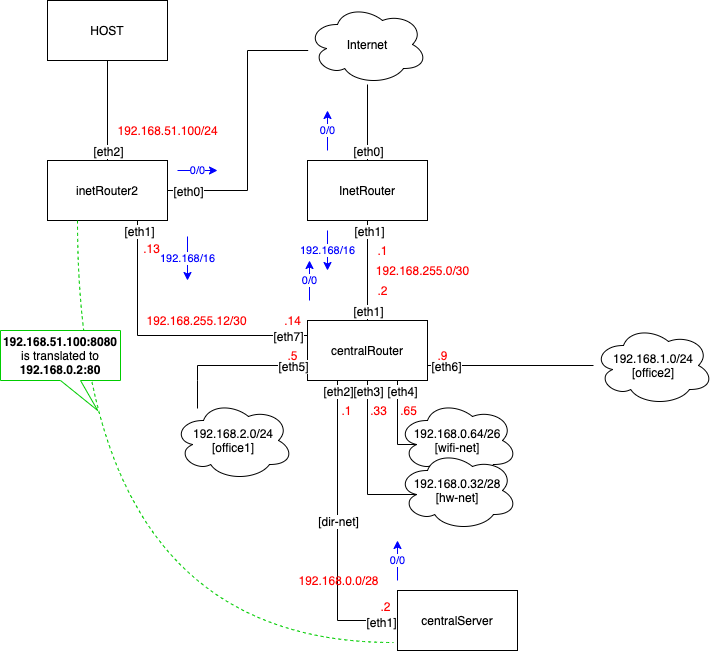 HOST
Internet
192.168.51.100/24
0/0
[eth2]
[eth0]
inetRouter2
0/0
[eth0]
InetRouter
[eth1]
[eth1]
.13
192.168/16
192.168/16
.1
192.168.255.0/30
0/0
.2
[eth1]
192.168.255.12/30
.14
[eth7]
centralRouter
192.168.51.100:8080
is translated to
192.168.0.2:80
.5
[eth5]
.9
[eth6]
192.168.1.0/24
[office2]
[eth2]
[eth3]
[eth4]
.1
.33
.65
192.168.2.0/24
[office1]
192.168.0.64/26
[wifi-net]
192.168.0.32/28
[hw-net]
[dir-net]
0/0
192.168.0.0/28
.2
[eth1]
centralServer